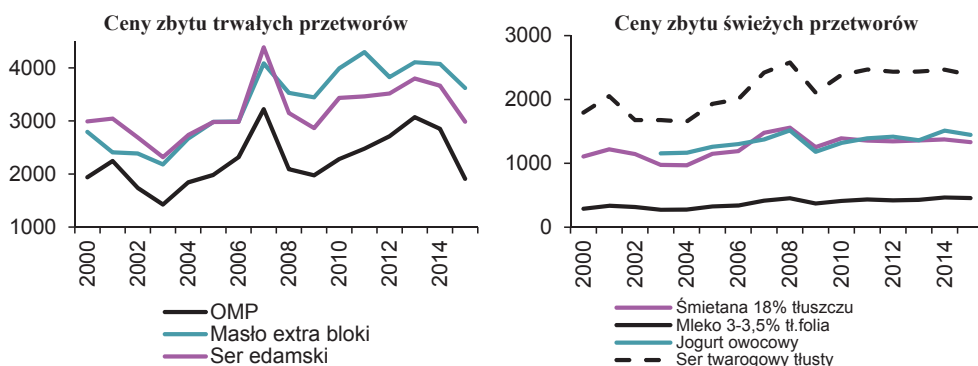 Ceny zbytu trwałych przetworów
4000
3000
2000
1000
2000
2002
2004
2006
2008
2010
2012
2014
OMP
Masło extra bloki
Ser edamski
Ceny zbytu świeżych przetworów
3000
2000
1000
0
2000
2002
2004
2006
2008
2010
2012
2014
Śmietana 18% tłuszczu
Mleko 3-3,5% tł.folia
Jogurt owocowy
Ser twarogowy tłusty